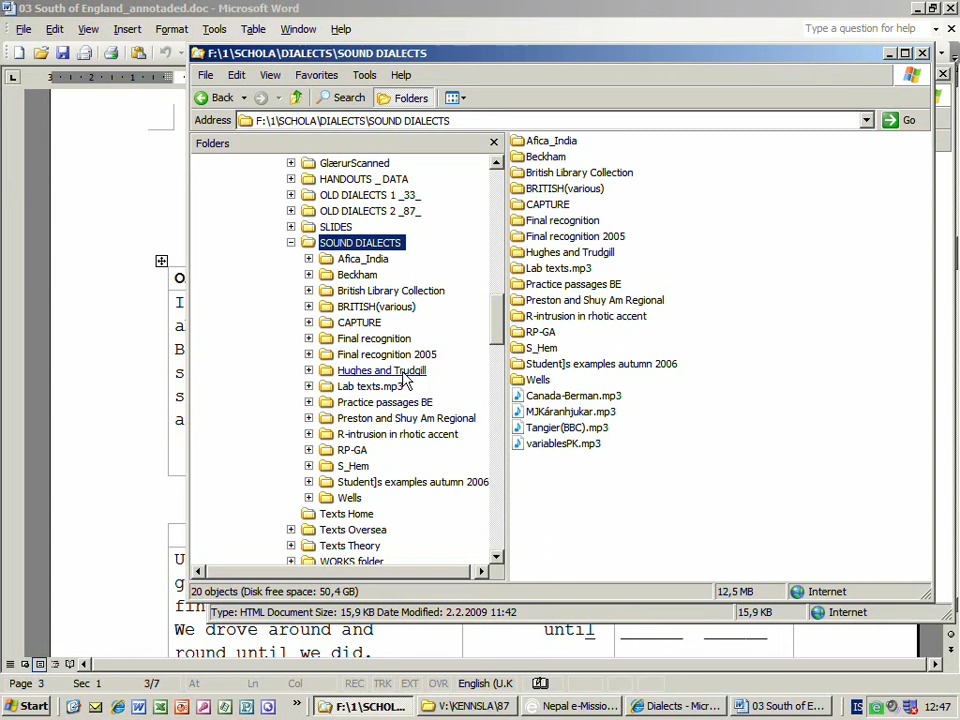 03 South of England_annotaded.doc - Microsoft Word
File Edit View Insert Format Tools Table Window Type a question for help
F:\1\SCHOLA\DIALECTS\SOUND DIALECTS
File Edit View Favorites Tools Help
Back Search Folders
Address F:\1\SCHOLA\DIALECTS\SOUND DIALECTS Go
Folders
GlærurScanned
HANDOUTS _ DATA
OLD DIALECTS 1 _33_
OLD DIALECTS 2 _87_
SLIDES
SOUND DIALECTS
Afica_India
Beckham
British Library Collection
BRITISH(various)
CAPTURE
Final recognition
Final recognition 2005
Hughes and Trudgill
Lab texts.mp3
Practice passages BE
Preston and Shuy Am Regional
R-intrusion in rhotic accent
RP-GA
S_Hem
Student]s examples autumn 2006
Wells
Texts Home
Texts Oversea
Texts Theory
WORKS folder
Afica_India
Beckham
British Library Collection
BRITISH(various)
CAPTURE
Final recognition
Final recognition 2005
Hughes and Trudgill
Lab texts.mp3
Practice passages BE
Preston and Shuy Am Regional
R-intrusion in rhotic accent
RP-GA
S_Hem
Student]s examples autumn 2006
Wells
Canada-Berman.mp3
MJKáranhjukar.mp3
Tangier(BBC).mp3
variablesPK.mp3
20 objects (Disk free space: 50,4 GB) 12,5 MB Internet
Type: HTML Document Size: 15,9 KB Date Modified: 2.2.2009 11:42 15,9 KB Internet
We drove around and until
round until we did.
Page 3 Sec 1 3/7 At Ln Col REC TRK EXT OVR English (U.K
Start F:\1\SCHOL... V:\KENNSLA\87 Nepal e-Missio... Dialects - Micr... 03 South of E... IS 12:47